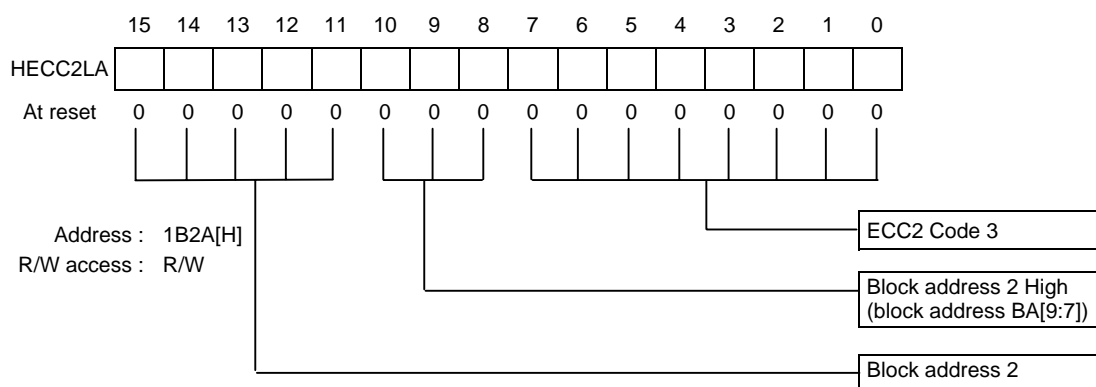 15 14 13 12 11 10 9 8 7 6 5 4 3 2 1 0
HECC2LA
At reset 0 0 0 0 0 0 0 0 0 0 0 0 0 0 0 0
Address : 1B2A[H]
R/W access : R/W
ECC2 Code 3
Block address 2 High
(block address BA[9:7])
Block address 2